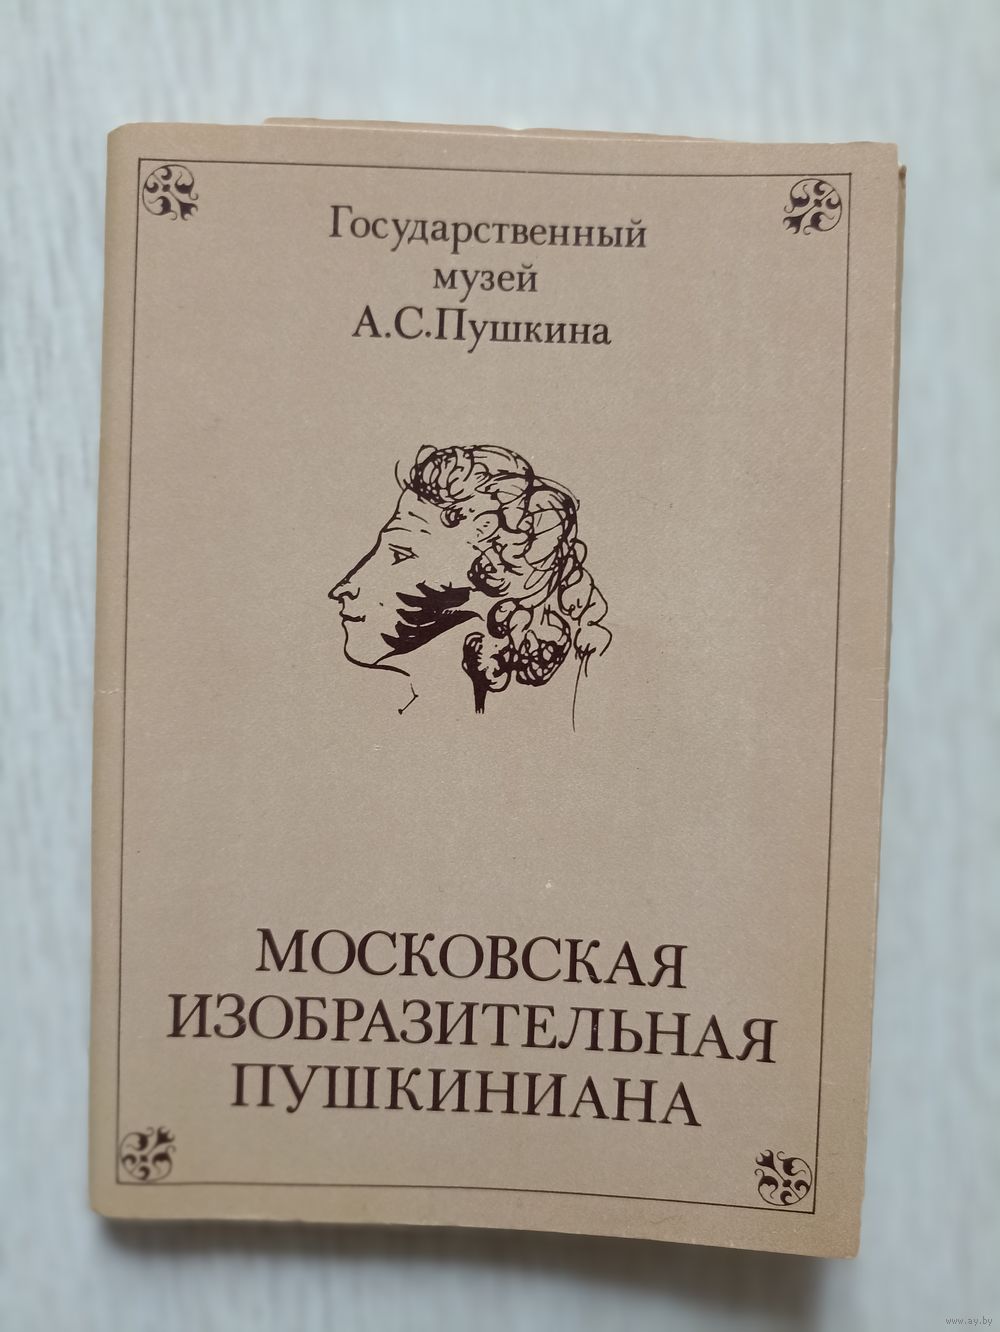 Государственный
музей
А.С.Пушкина
МОСКОВСКАЯ
ИЗОБРАЗИТЕЛЬНАЯ
ПУШКИНИАНА
www.ay.by